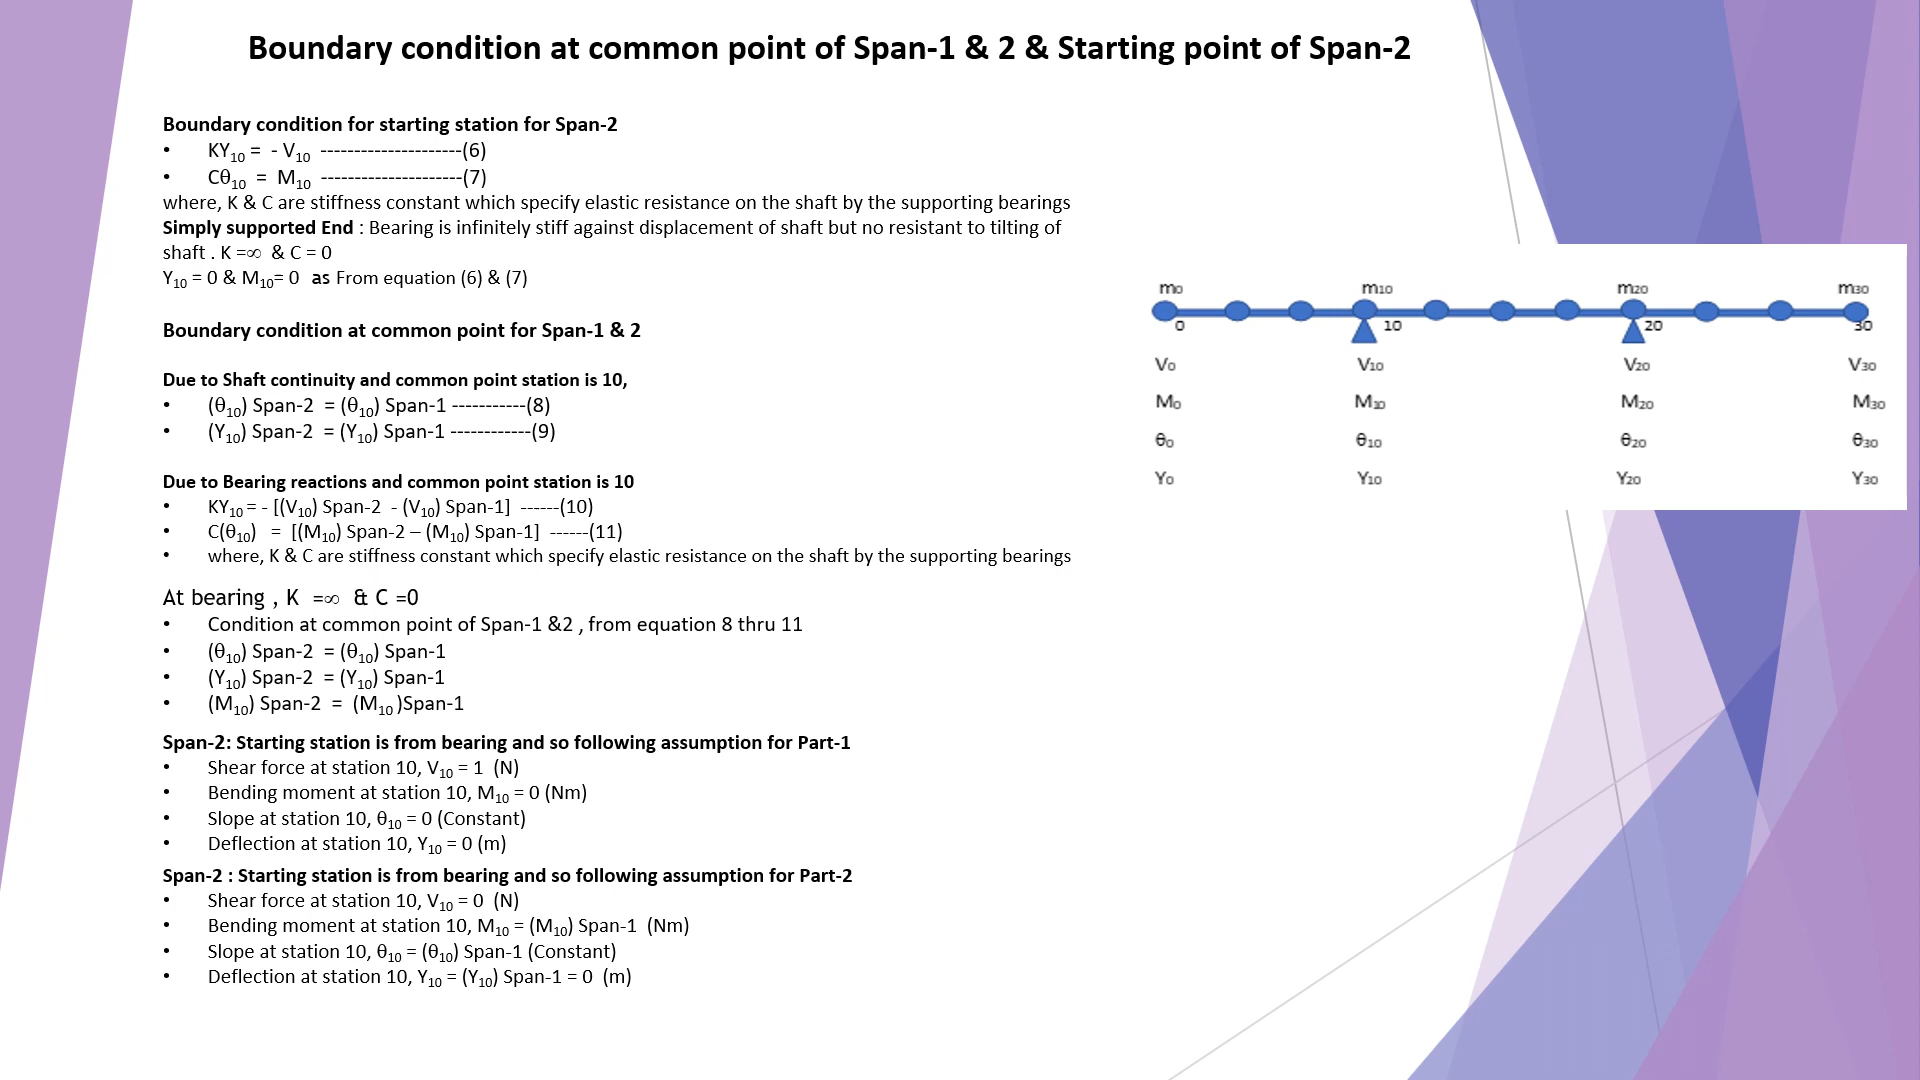 Boundary condition at common point of Span-1 & 2 & Starting point of Span-2
Boundary condition for starting station for Span-2
• KY₁₀ = - V₁₀ ---------------------(6)
• Cθ₁₀ = M₁₀ ---------------------(7)
where, K & C are stiffness constant which specify elastic resistance on the shaft by the supporting bearings
Simply supported End : Bearing is infinitely stiff against displacement of shaft but no resistant to tilting of
shaft . K =∞ & C = 0
Y₁₀ = 0 & M₁₀= 0 as From equation (6) & (7)
Boundary condition at common point for Span-1 & 2
Due to Shaft continuity and common point station is 10,
• (θ₁₀) Span-2 = (θ₁₀) Span-1 -----------(8)
• (Y₁₀) Span-2 = (Y₁₀) Span-1 ------------(9)
Due to Bearing reactions and common point station is 10
• KY₁₀ = - [(V₁₀) Span-2 - (V₁₀) Span-1] ------(10)
• C(θ₁₀) = [(M₁₀) Span-2 – (M₁₀) Span-1] ------(11)
• where, K & C are stiffness constant which specify elastic resistance on the shaft by the supporting bearings
At bearing , K =∞ & C =0
• Condition at common point of Span-1 &2 , from equation 8 thru 11
• (θ₁₀) Span-2 = (θ₁₀) Span-1
• (Y₁₀) Span-2 = (Y₁₀) Span-1
• (M₁₀) Span-2 = (M₁₀ )Span-1
Span-2: Starting station is from bearing and so following assumption for Part-1
• Shear force at station 10, V₁₀ = 1 (N)
• Bending moment at station 10, M₁₀ = 0 (Nm)
• Slope at station 10, θ₁₀ = 0 (Constant)
• Deflection at station 10, Y₁₀ = 0 (m)
Span-2 : Starting station is from bearing and so following assumption for Part-2
• Shear force at station 10, V₁₀ = 0 (N)
• Bending moment at station 10, M₁₀ = (M₁₀) Span-1 (Nm)
• Slope at station 10, θ₁₀ = (θ₁₀) Span-1 (Constant)
• Deflection at station 10, Y₁₀ = (Y₁₀) Span-1 = 0 (m)
m₀ m₁₀ m₂₀ m₃₀
0 10 20 30
V₀ V₁₀ V₂₀ V₃₀
M₀ M₁₀ M₂₀ M₃₀
θ₀ θ₁₀ θ₂₀ θ₃₀
Y₀ Y₁₀ Y₂₀ Y₃₀